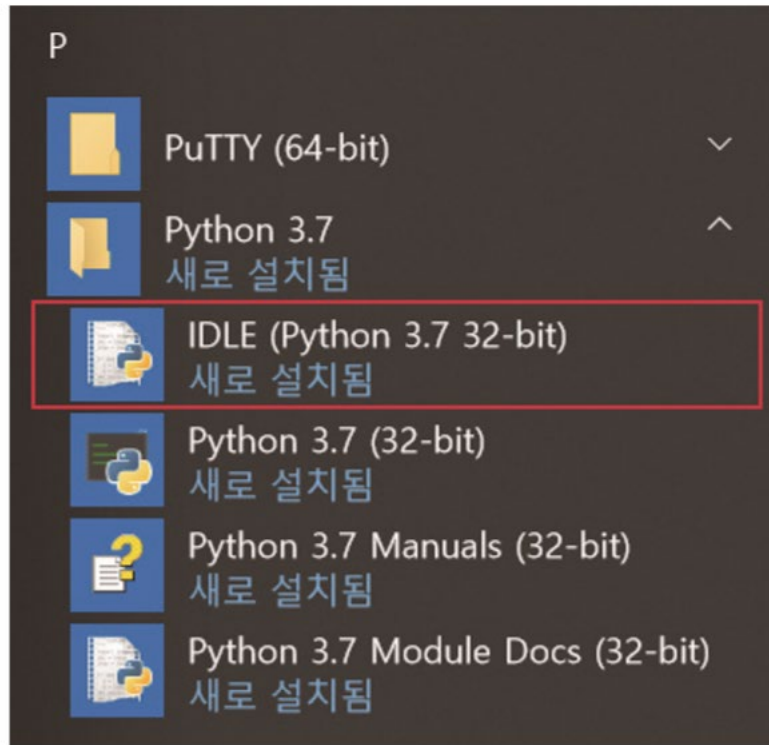 P
PuTTY (64-bit)
Python 3.7
새로 설치됨
IDLE (Python 3.7 32-bit)
새로 설치됨
Python 3.7 (32-bit)
새로 설치됨
Python 3.7 Manuals (32-bit)
새로 설치됨
Python 3.7 Module Docs (32-bit)
새로 설치됨